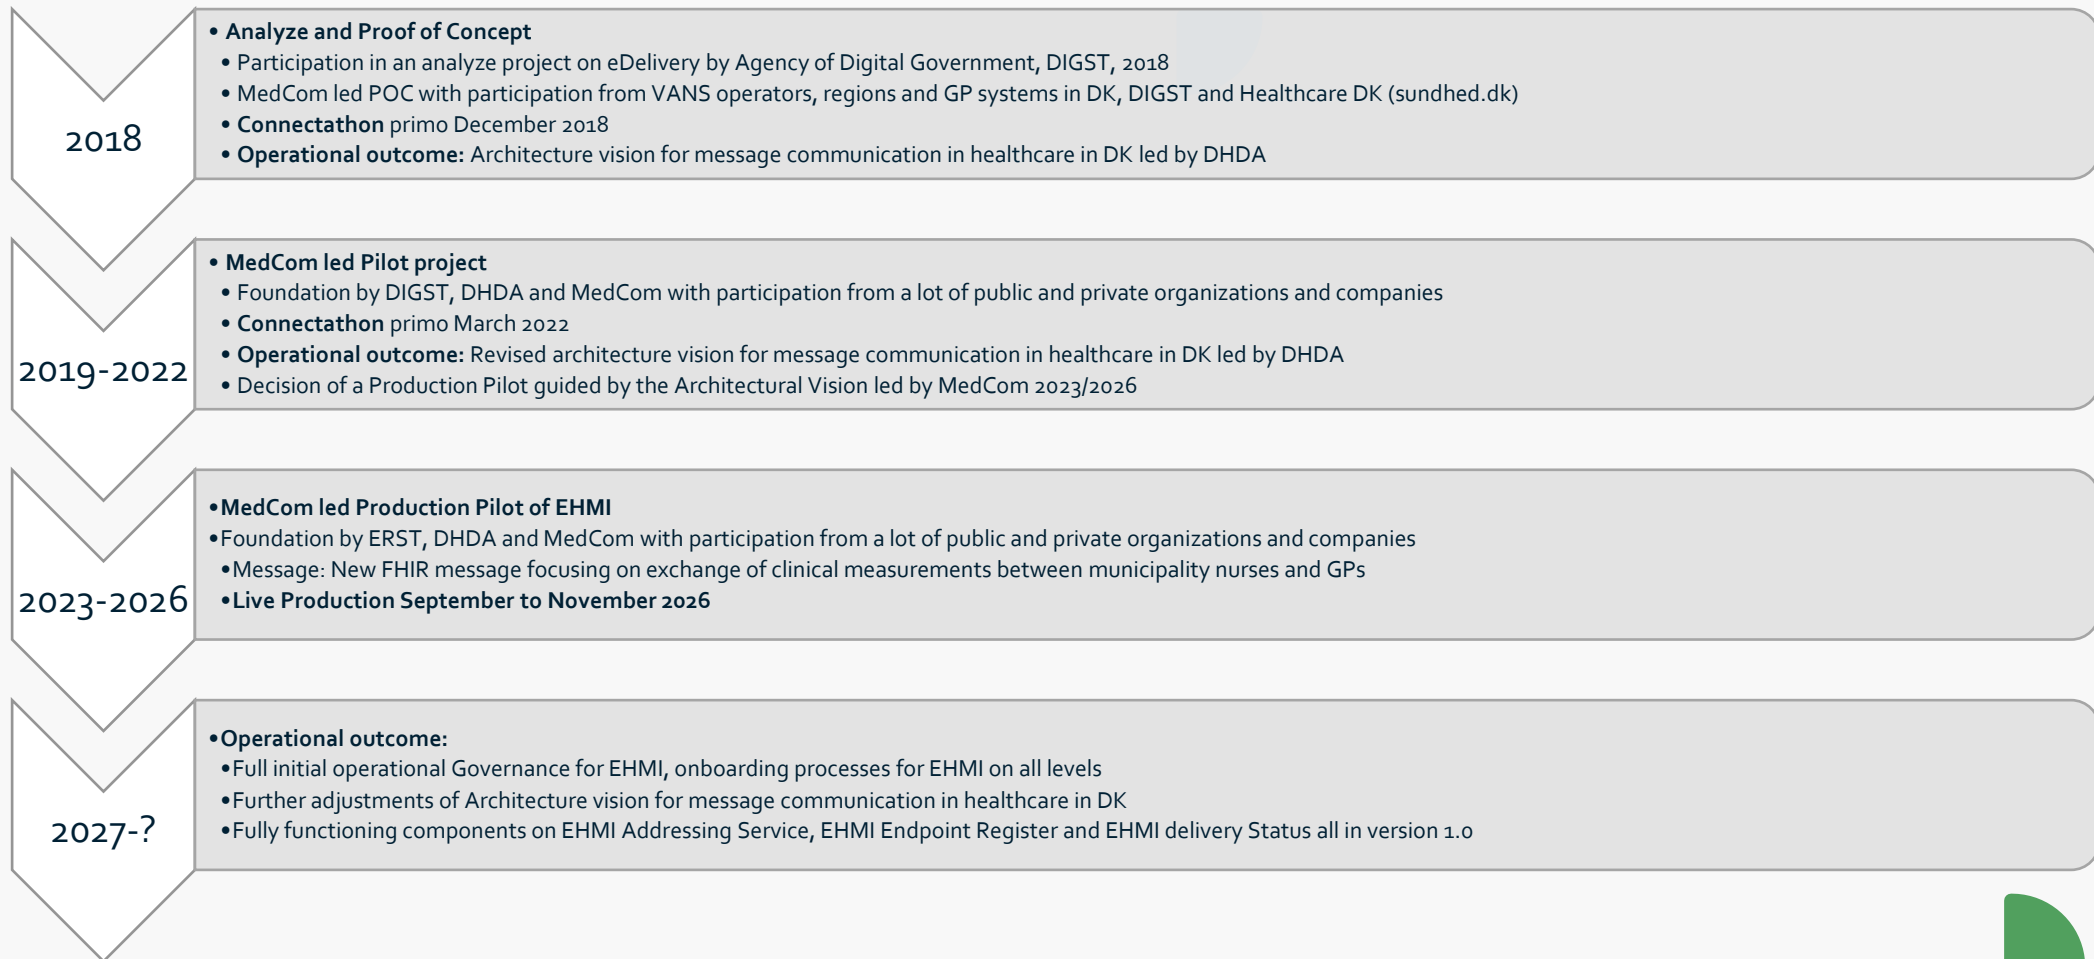 2018
• Analyze and Proof of Concept
• Participation in an analyze project on eDelivery by Agency of Digital Government, DIGST, 2018
• MedCom led POC with participation from VANS operators, regions and GP systems in DK, DIGST and Healthcare DK (sundhed.dk)
• Connectathon primo December 2018
• Operational outcome: Architecture vision for message communication in healthcare in DK led by DHDA
2019-2022
• MedCom led Pilot project
• Foundation by DIGST, DHDA and MedCom with participation from a lot of public and private organizations and companies
• Connectathon primo March 2022
• Operational outcome: Revised architecture vision for message communication in healthcare in DK led by DHDA
• Decision of a Production Pilot guided by the Architectural Vision led by MedCom 2023/2026
2023-2026
•MedCom led Production Pilot of EHMI
•Foundation by ERST, DHDA and MedCom with participation from a lot of public and private organizations and companies
•Message: New FHIR message focusing on exchange of clinical measurements between municipality nurses and GPs
•Live Production September to November 2026
2027-?
•Operational outcome:
•Full initial operational Governance for EHMI, onboarding processes for EHMI on all levels
•Further adjustments of Architecture vision for message communication in healthcare in DK
•Fully functioning components on EHMI Addressing Service, EHMI Endpoint Register and EHMI delivery Status all in version 1.0